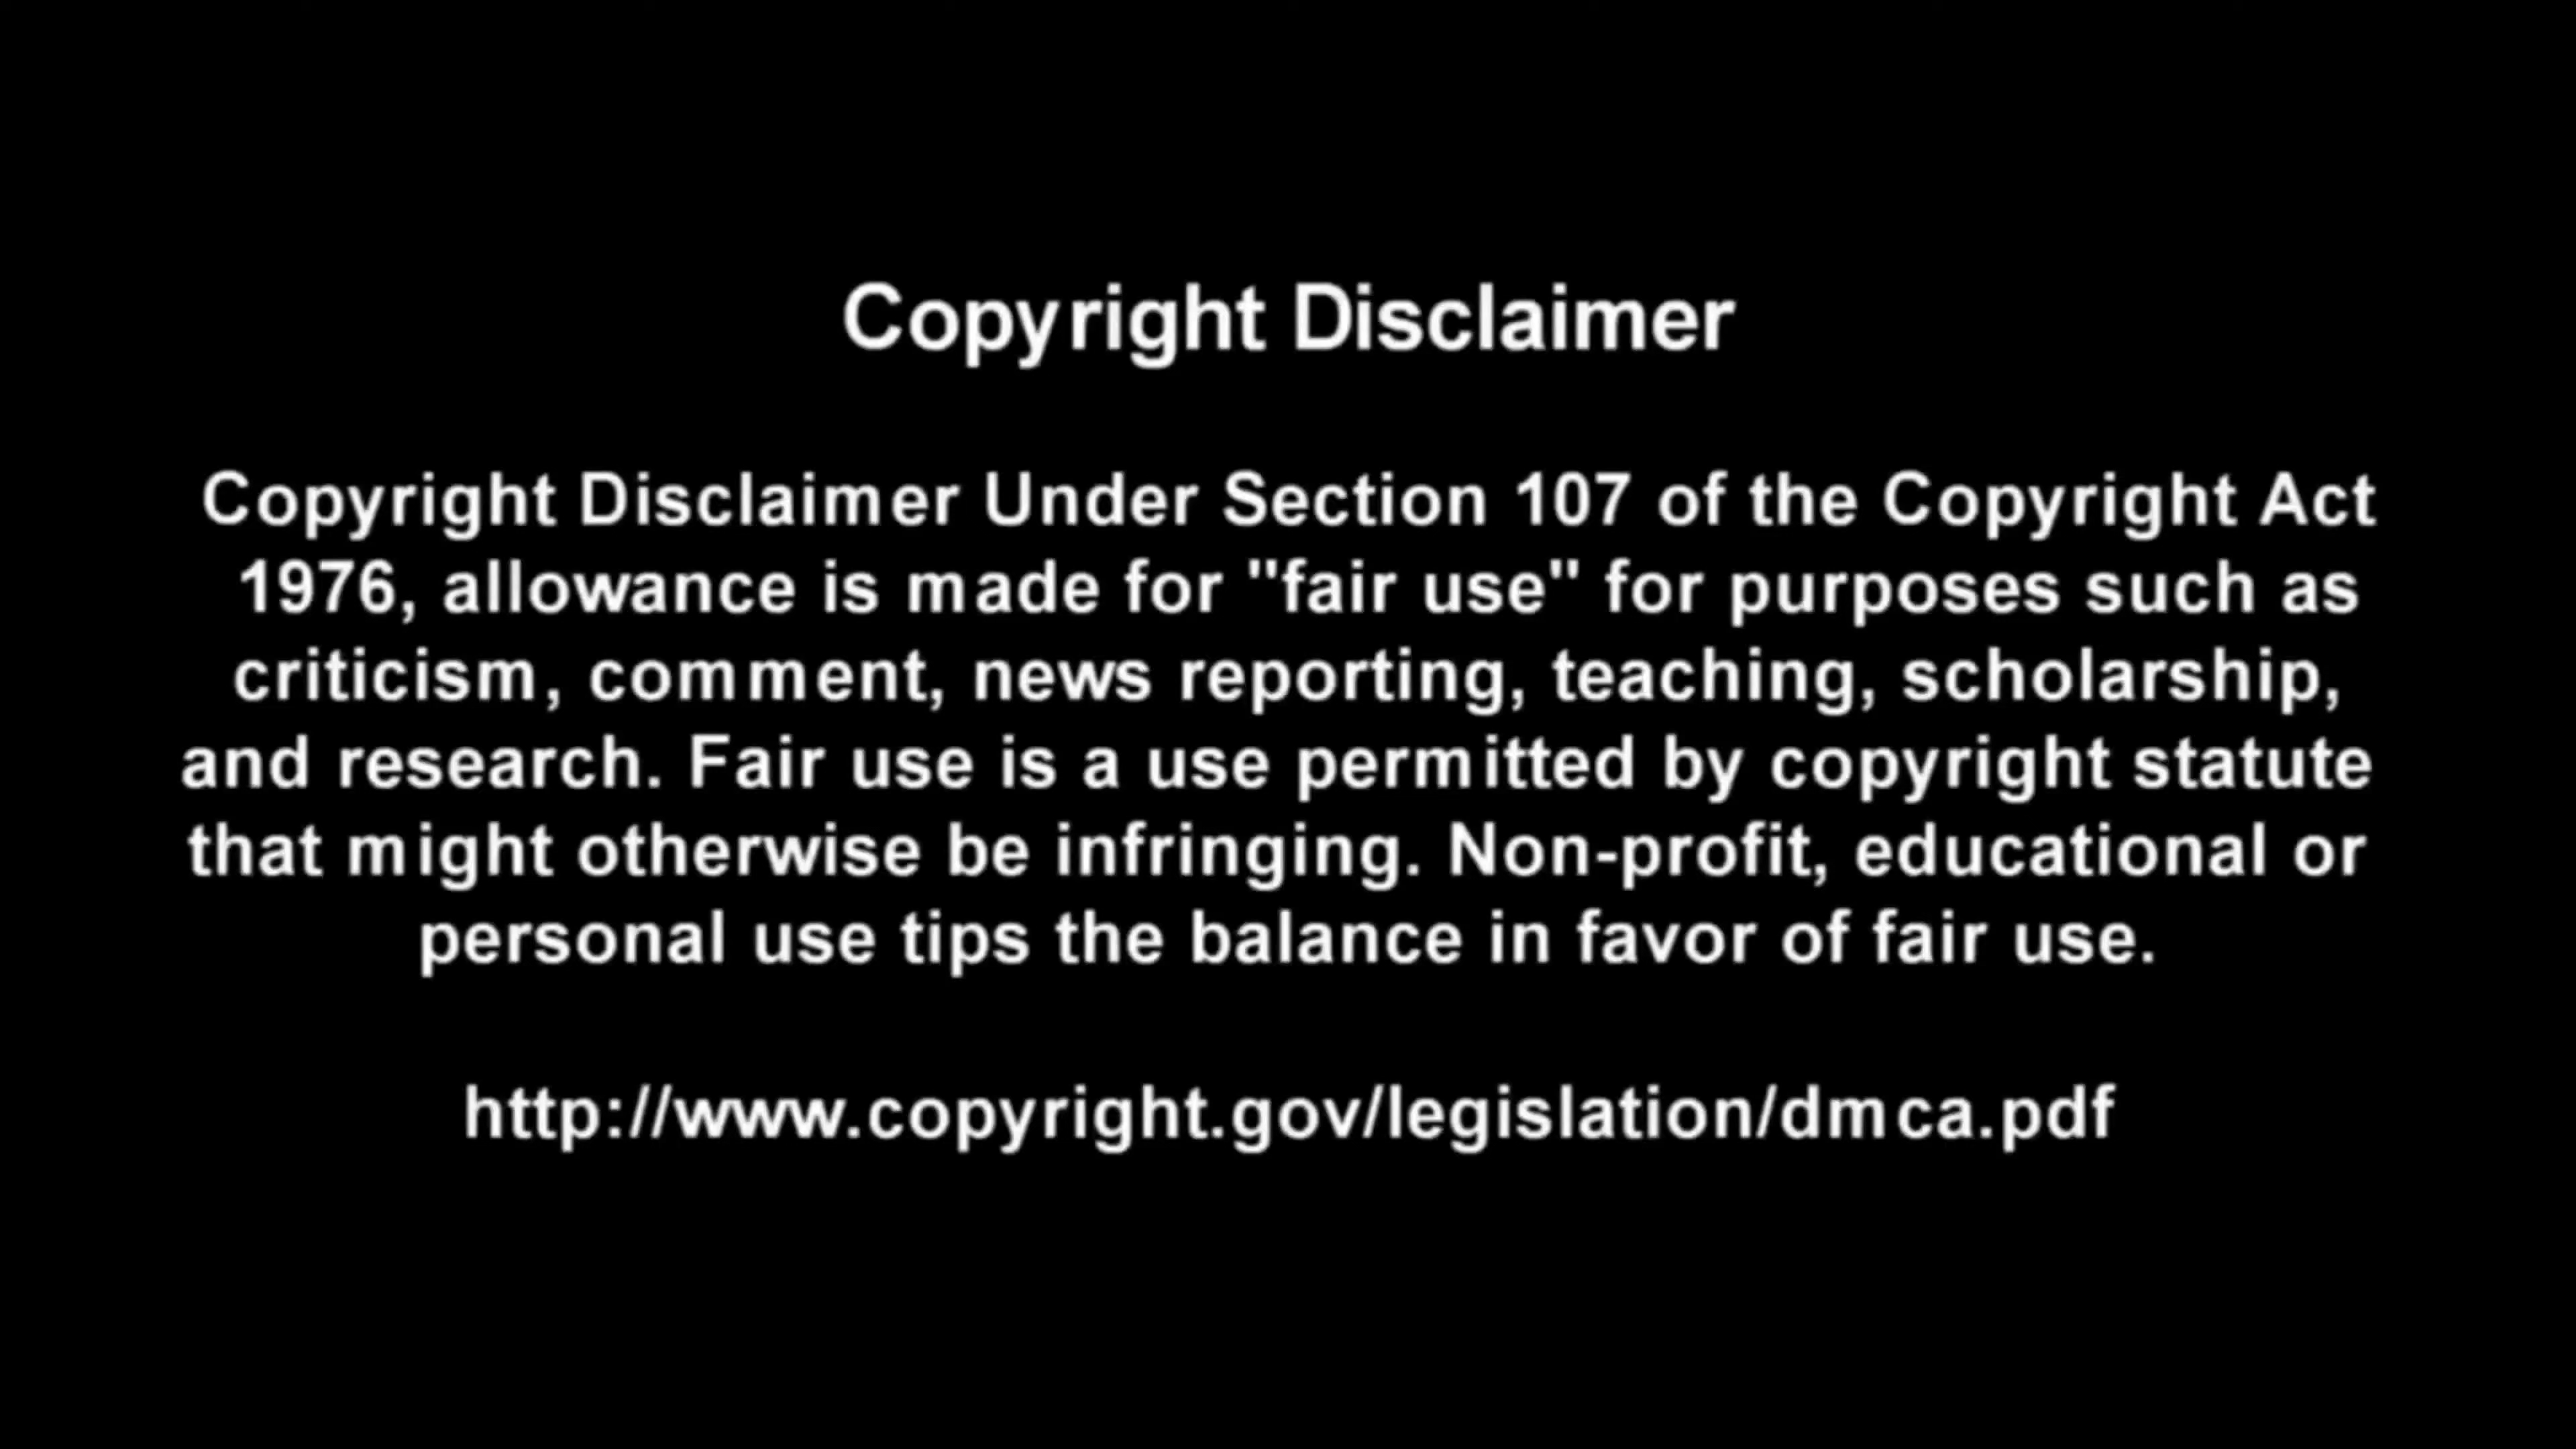 Copyright Disclaimer
Copyright Disclaimer Under Section 107 of the Copyright Act
1976, allowance is made for "fair use" for purposes such as
criticism, comment, news reporting, teaching, scholarship,
and research. Fair use is a use permitted by copyright statute
that might otherwise be infringing. Non-profit, educational or
personal use tips the balance in favor of fair use.
http://www.copyright.gov/legislation/dmca.pdf